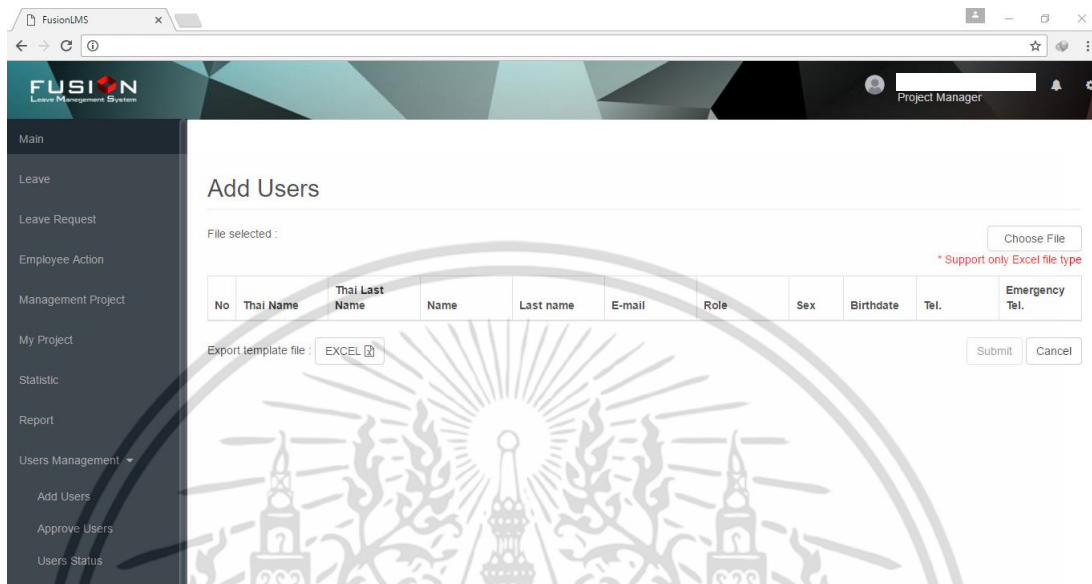 FusionLMS
FUSION
Leave Manegement System
Project Manager
Main
Leave
Leave Request
Employee Action
Management Project
My Project
Statistic
Report
Users Management
Add Users
Approve Users
Users Status
Add Users
File selected :
Choose File
* Support only Excel file type
No Thai Name Thai Last Name Name Last name E-mail Role Sex Birthdate Tel. Emergency Tel.
Export template file : EXCEL
Submit Cancel